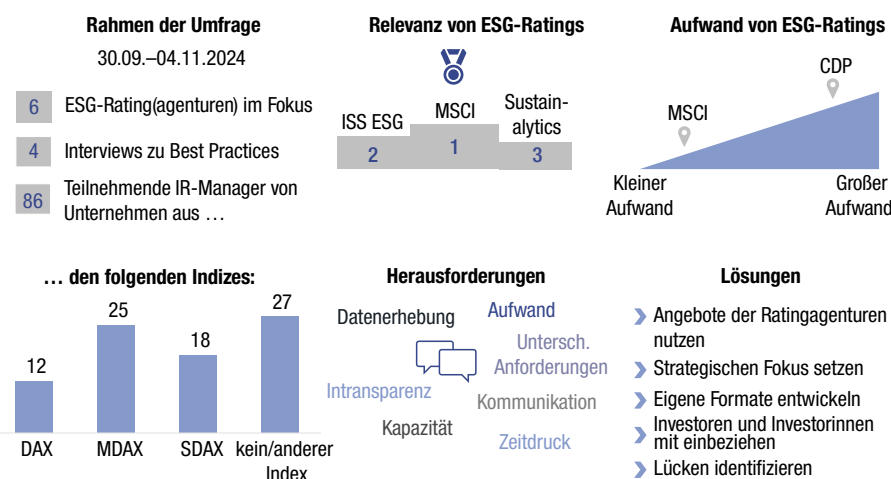 Rahmen der Umfrage
30.09.–04.11.2024
6 ESG-Rating(agenturen) im Fokus
4 Interviews zu Best Practices
86 Teilnehmende IR-Manager von
Unternehmen aus …
Relevanz von ESG-Ratings
ISS ESG
2
MSCI
1
Sustain-
alytics
3
Aufwand von ESG-Ratings
MSCI
CDP
Kleiner
Aufwand
Großer
Aufwand
… den folgenden Indizes:
12
25
18
27
DAX
MDAX
SDAX
kein/anderer
Index
Herausforderungen
Datenerhebung
Aufwand
Untersch.
Anforderungen
Intransparenz
Kommunikation
Kapazität
Zeitdruck
Lösungen
Angebote der Ratingagenturen
nutzen
Strategischen Fokus setzen
Eigene Formate entwickeln
Investoren und Investorinnen
mit einbeziehen
Lücken identifizieren